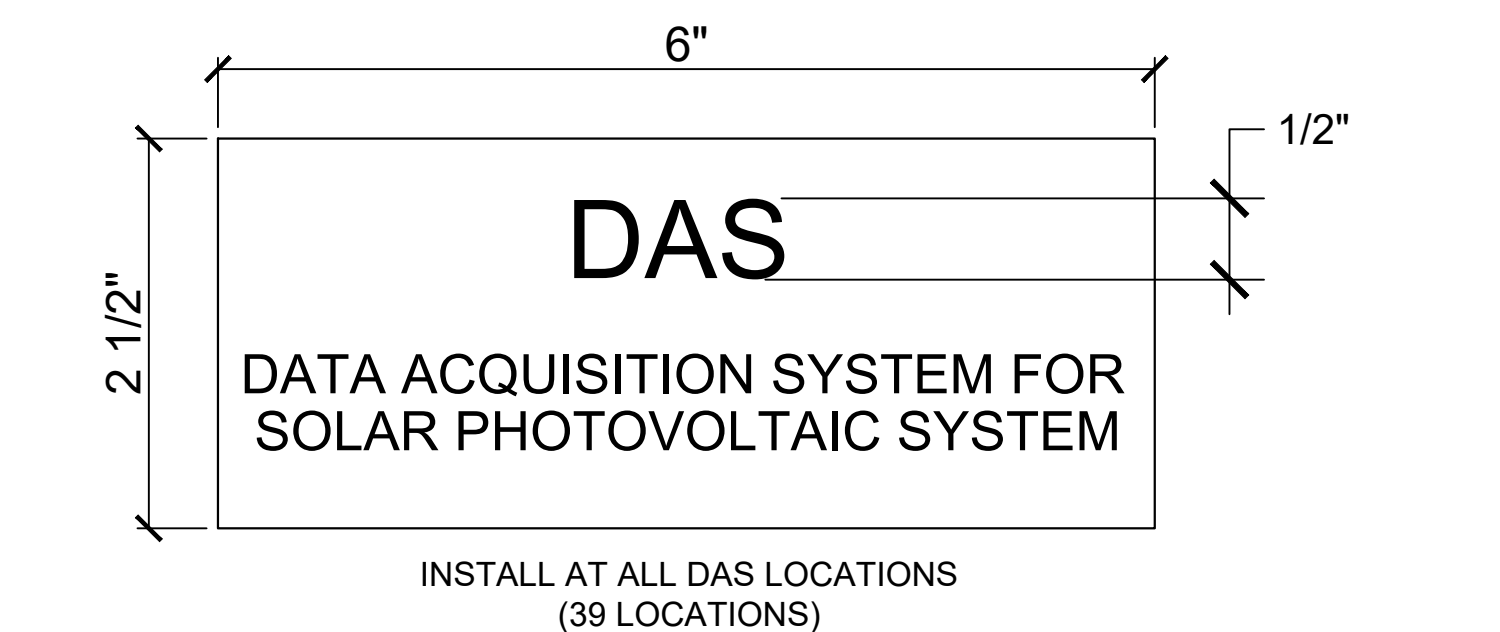 6"
1/2"
DAS
2 1/2"
DATA ACQUISITION SYSTEM FOR
SOLAR PHOTOVOLTAIC SYSTEM
INSTALL AT ALL DAS LOCATIONS
(39 LOCATIONS)